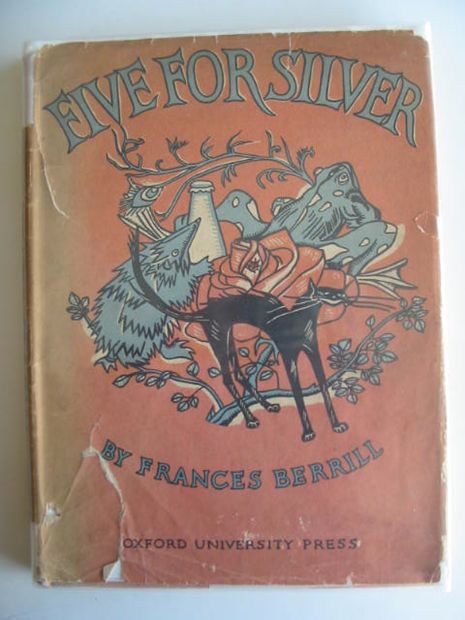 FIVE FOR SILVER
BY FRANCES BERRILL
OXFORD UNIVERSITY PRESS